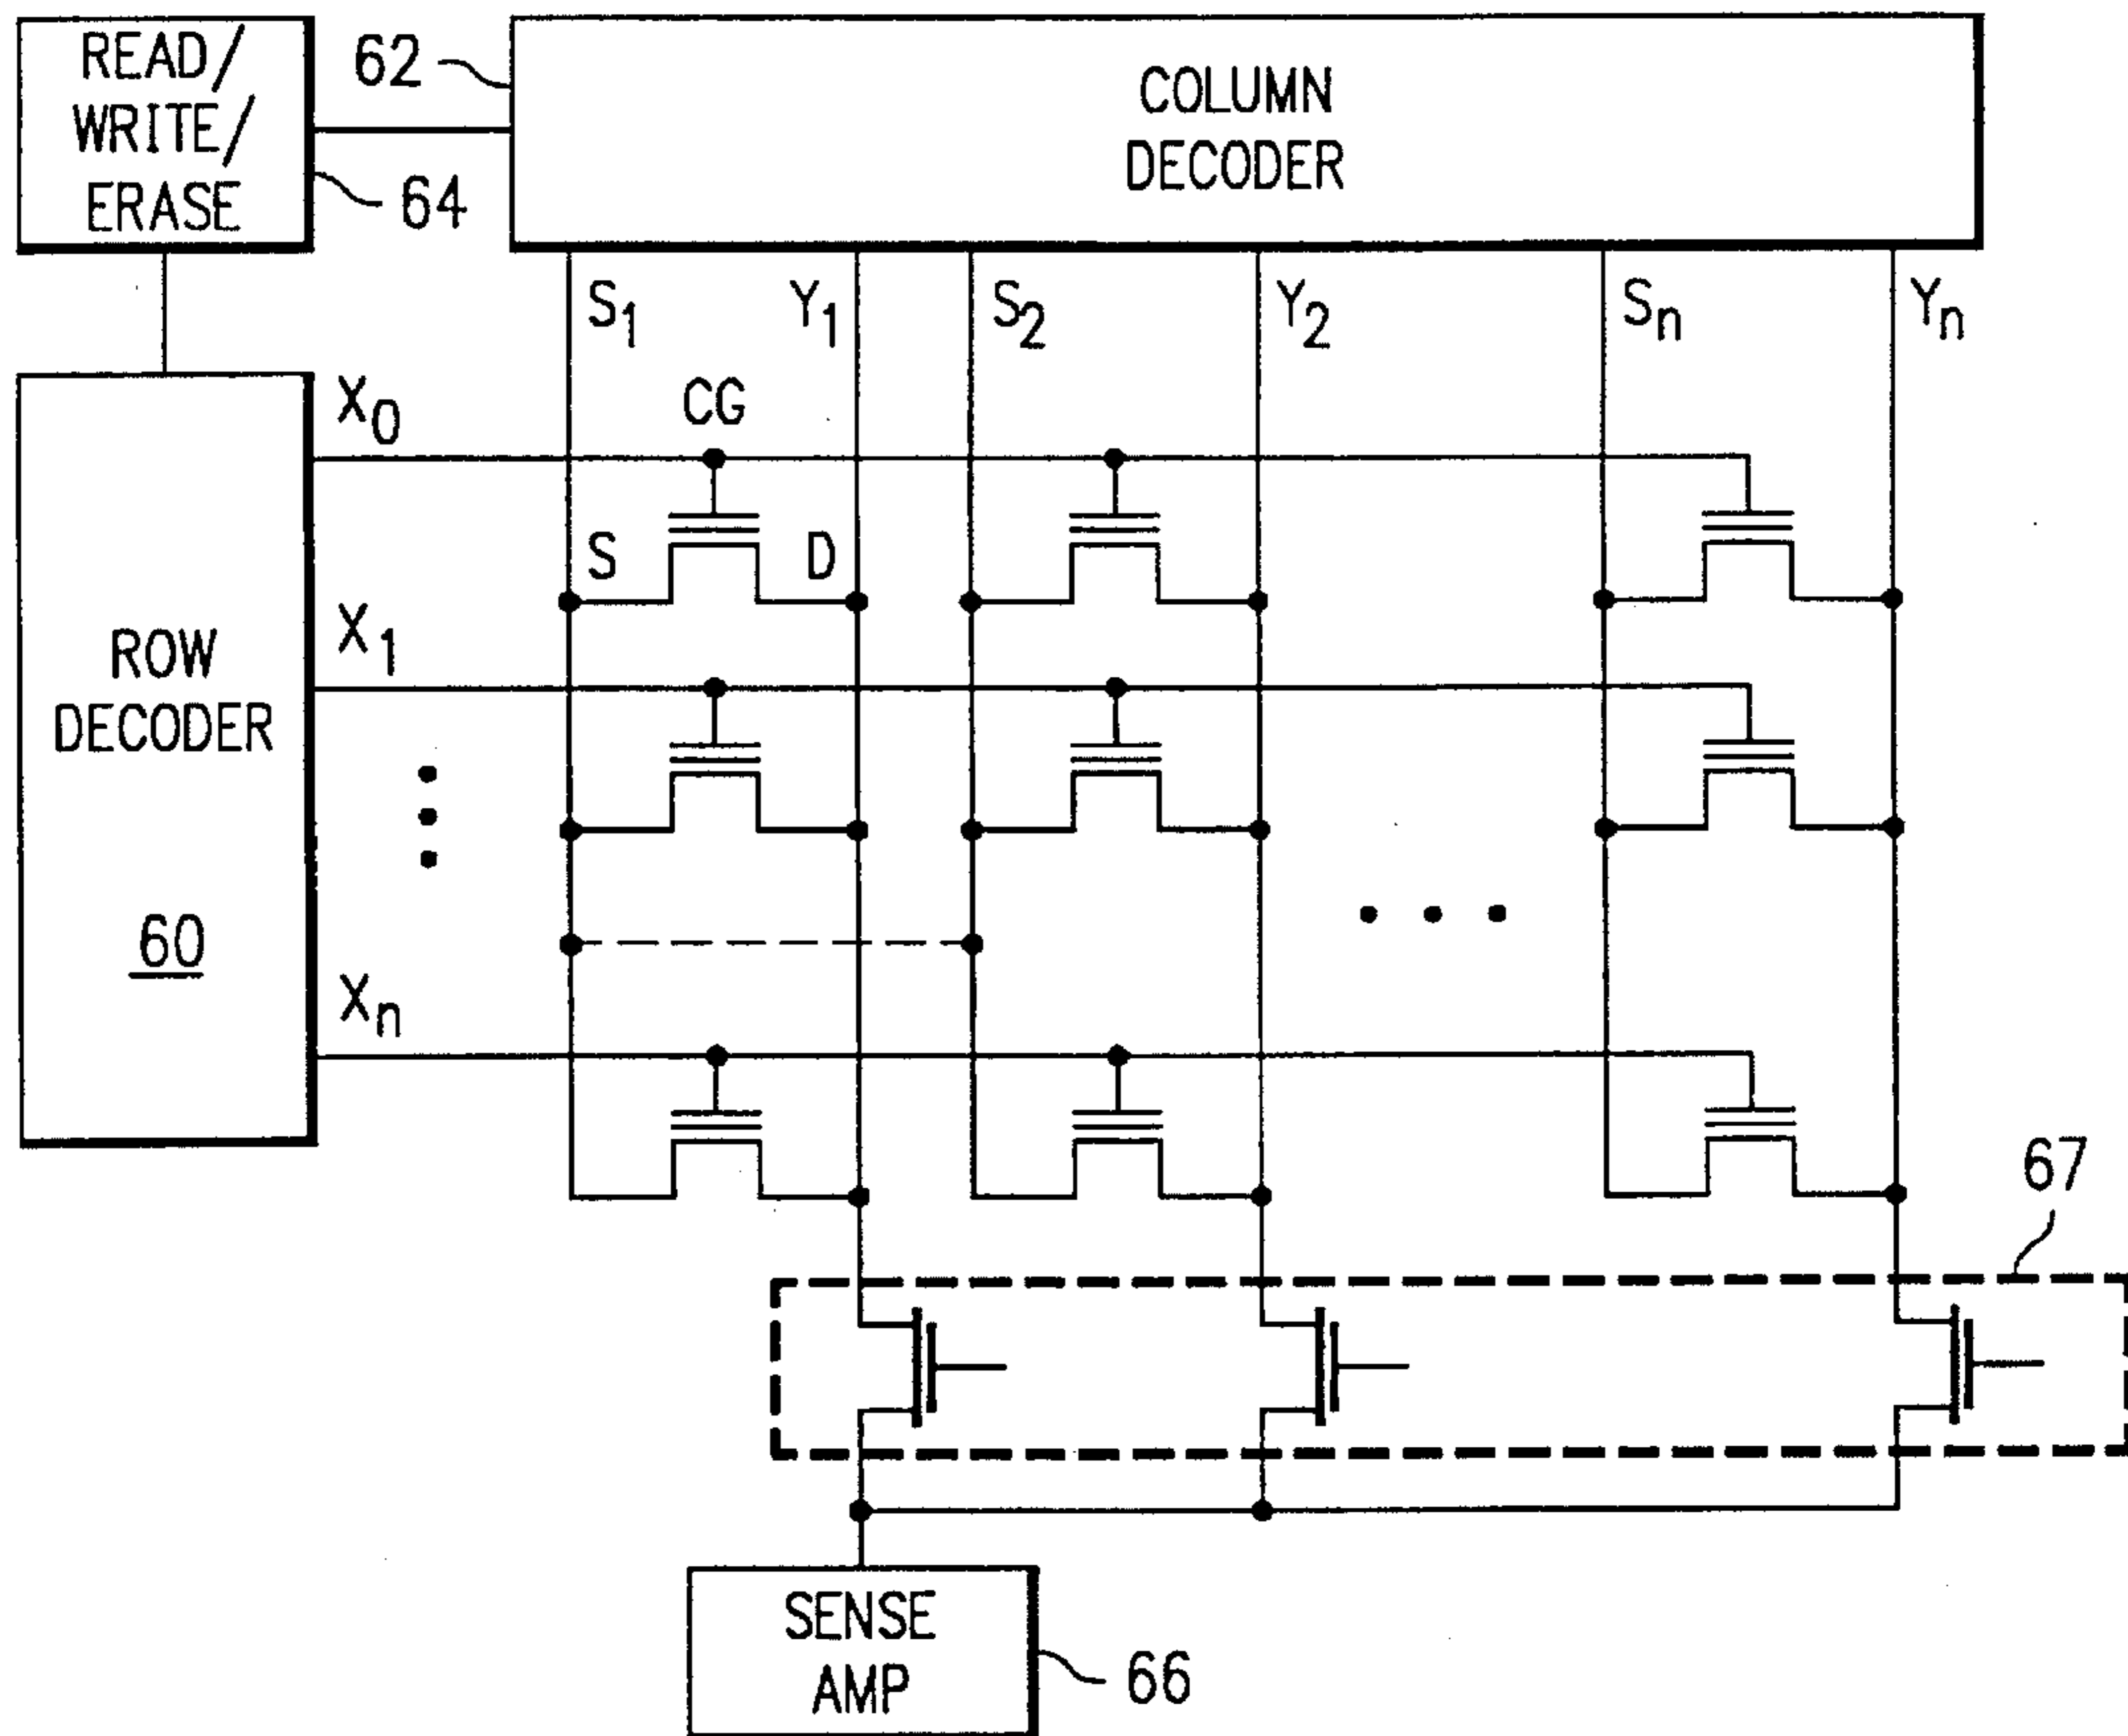 READ/
WRITE/
ERASE
62
COLUMN
DECODER
64
S1 Y1 S2 Y2 Sn Yn
X0
CG
S D
X1
ROW
DECODER
60
Xn
67
SENSE
AMP
66